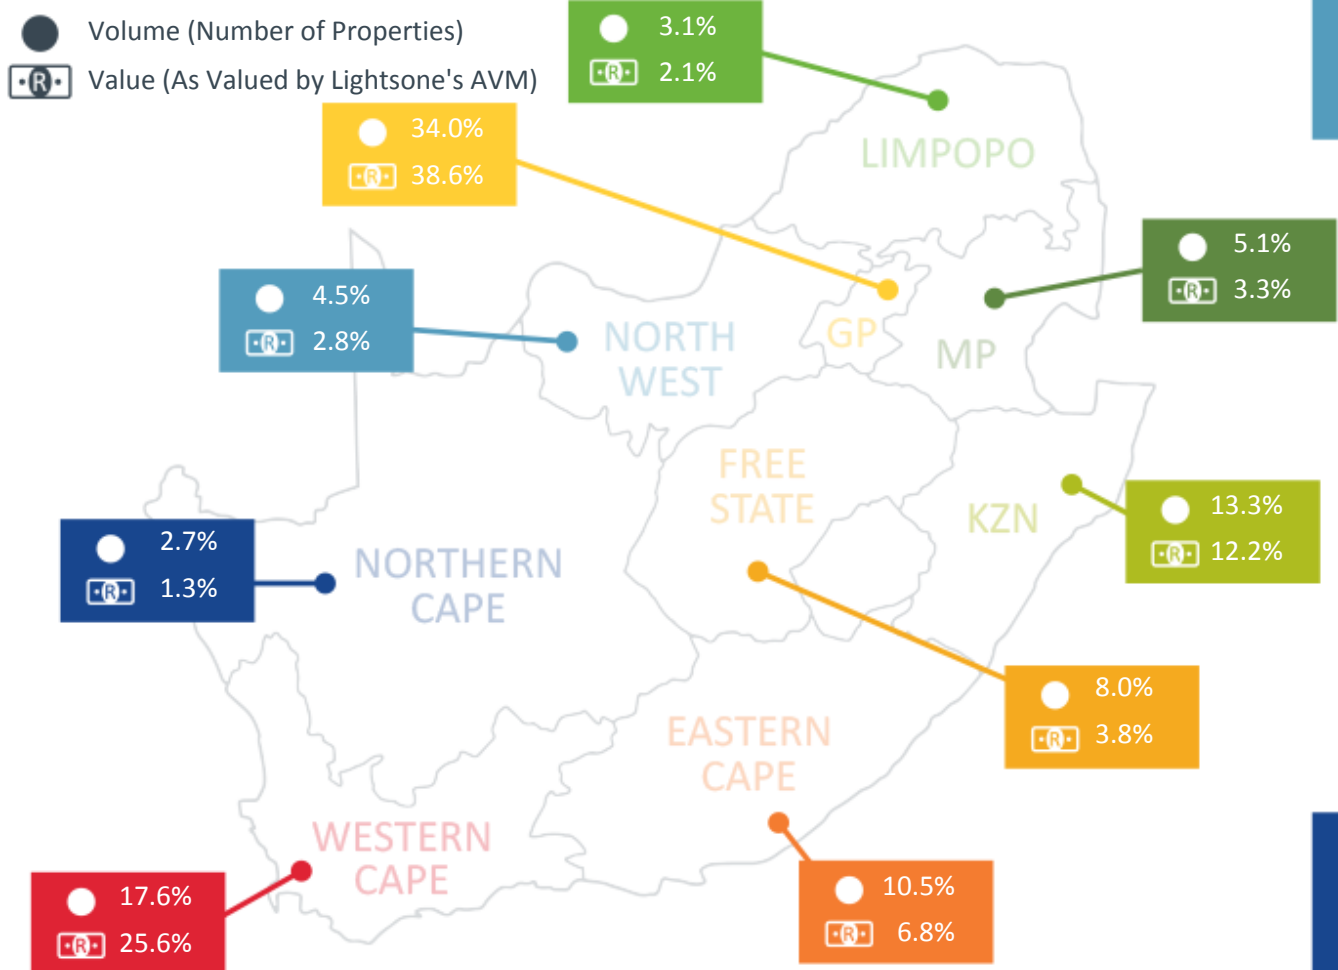 Volume (Number of Properties)
R Value (As Valued by Lightsone's AVM)
3.1%
R 2.1%
34.0%
R 38.6%
LIMPOPO
5.1%
R 3.3%
4.5%
R 2.8%
NORTH
WEST
GP
MP
FREE
STATE
KZN
13.3%
R 12.2%
2.7%
R 1.3%
NORTHERN
CAPE
8.0%
R 3.8%
EASTERN
CAPE
WESTERN
CAPE
17.6%
R 25.6%
10.5%
R 6.8%